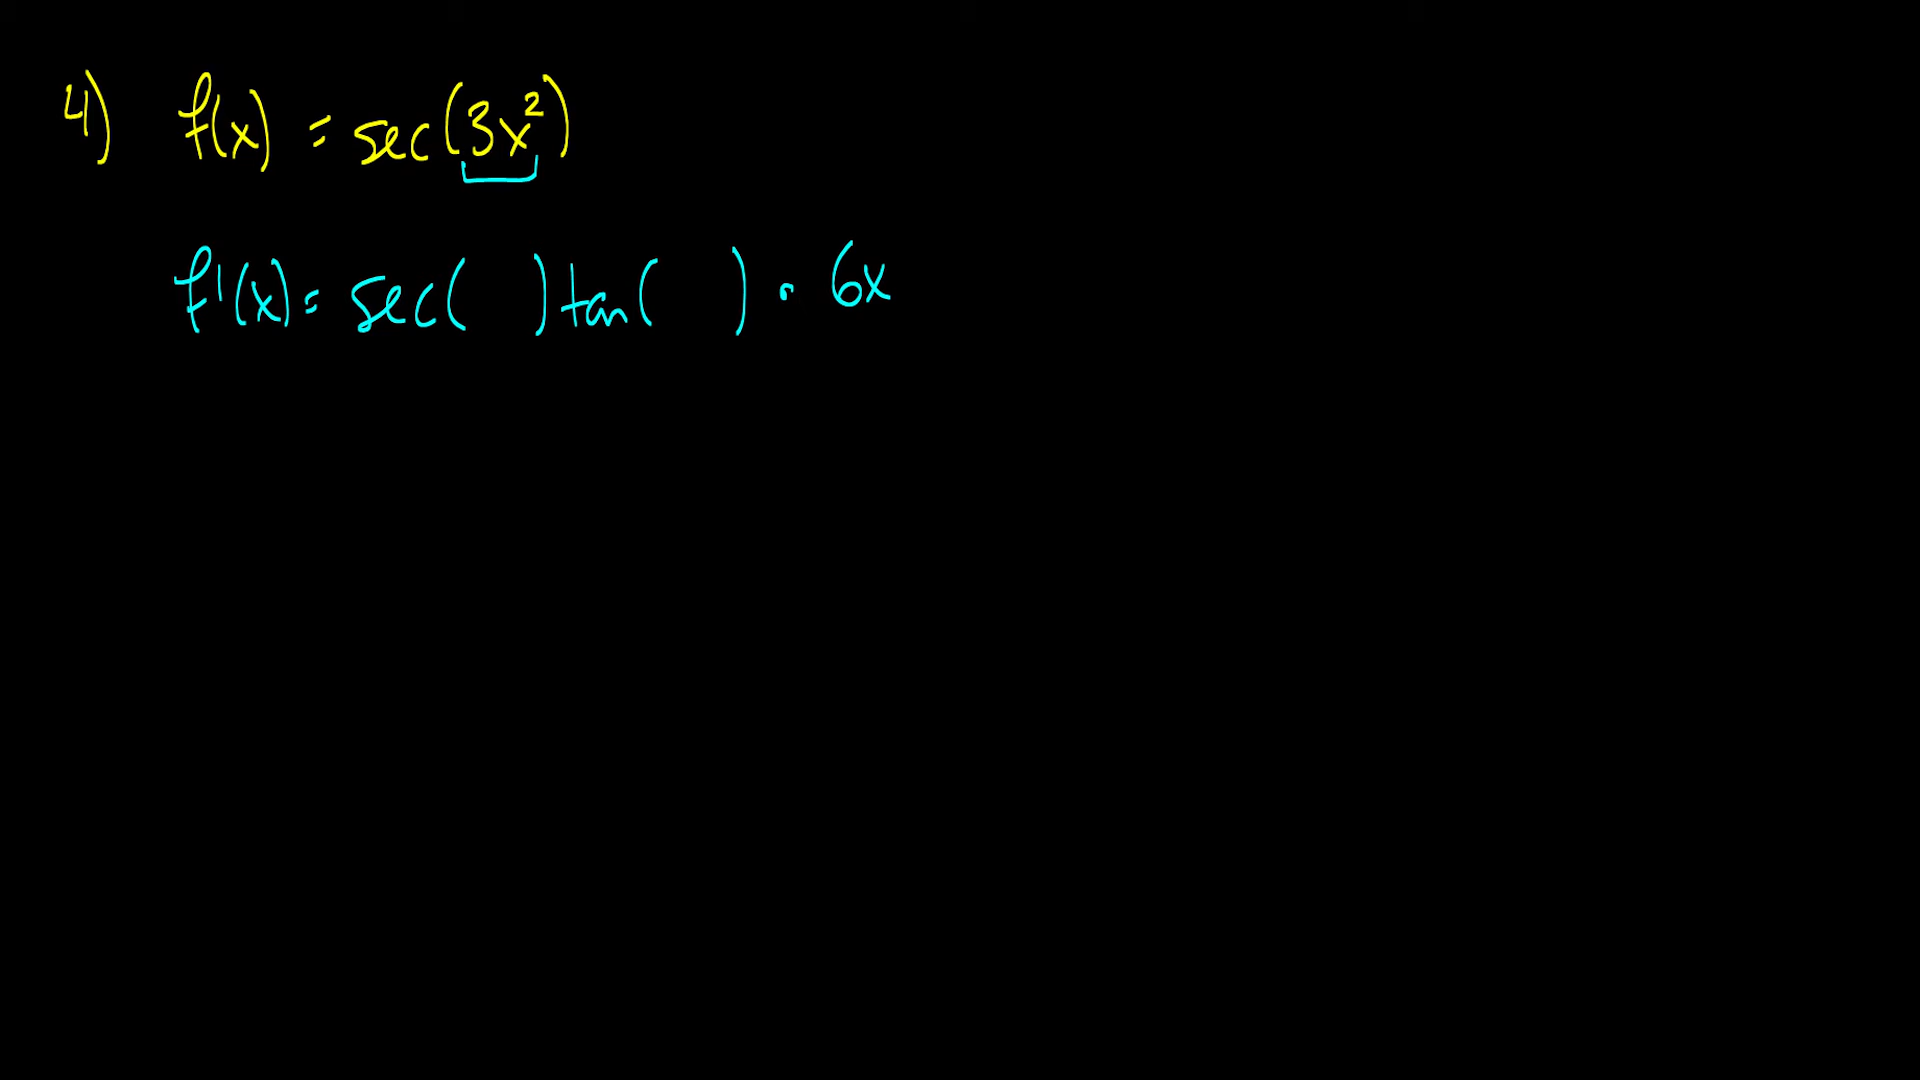 4) f(x) = sec(3x²)
f'(x) = sec( )tan( ) · 6x